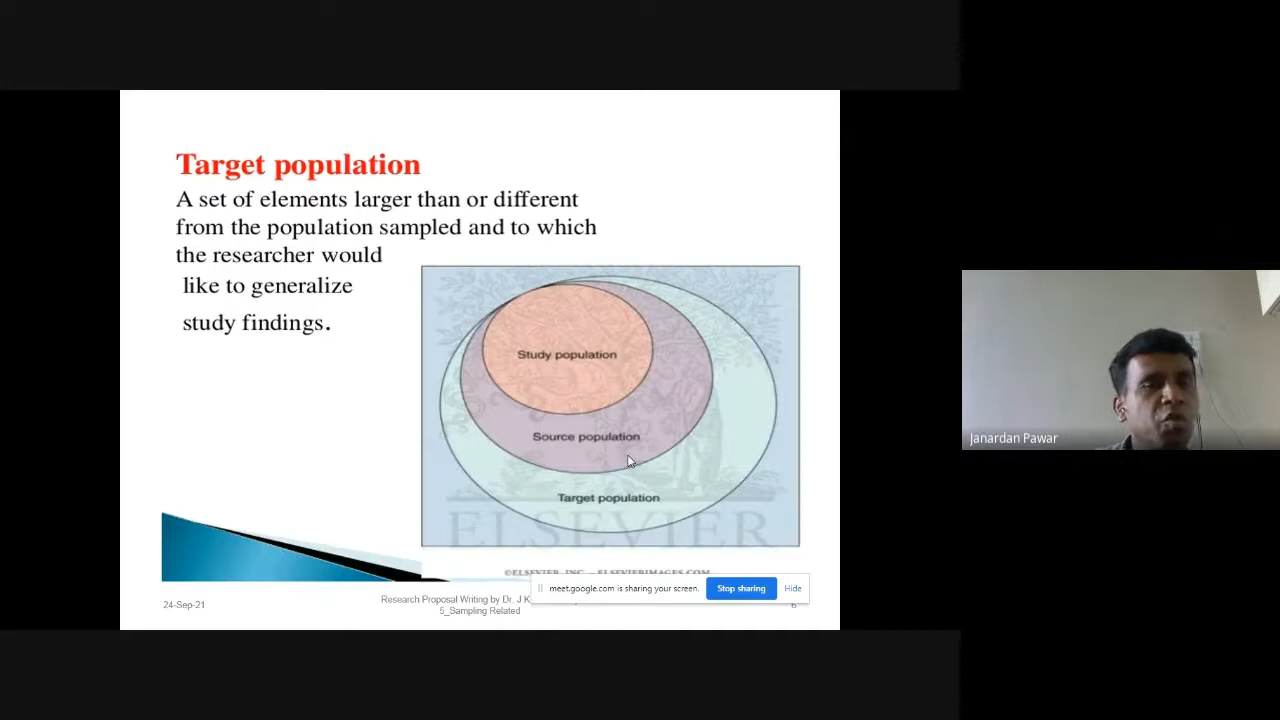 Target population
A set of elements larger than or different
from the population sampled and to which
the researcher would
like to generalize
study findings.
Study population
Source population
Target population
ELSEVIER
©ELSEVIER, INC. – ELSEVIERIMAGES.COM
meet.google.com is sharing your screen.
Stop sharing
Hide
24-Sep-21
Research Proposal Writing by Dr. J K
5_Sampling Related
6
Janardan Pawar